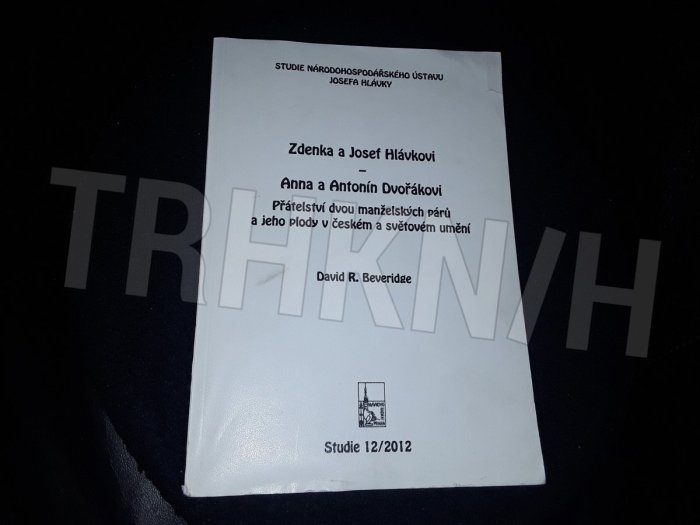 STUDIE NÁRODOHOSPODÁŘSKÉHO ÚSTAVU
JOSEFA HLÁVKY
Zdenka a Josef Hlávkovi
–
Anna a Antonín Dvořákovi
Přátelství dvou manželských párů
a jeho plody v českém a světovém umění
TRHKN/H
David R. Beveridge
Studie 12/2012